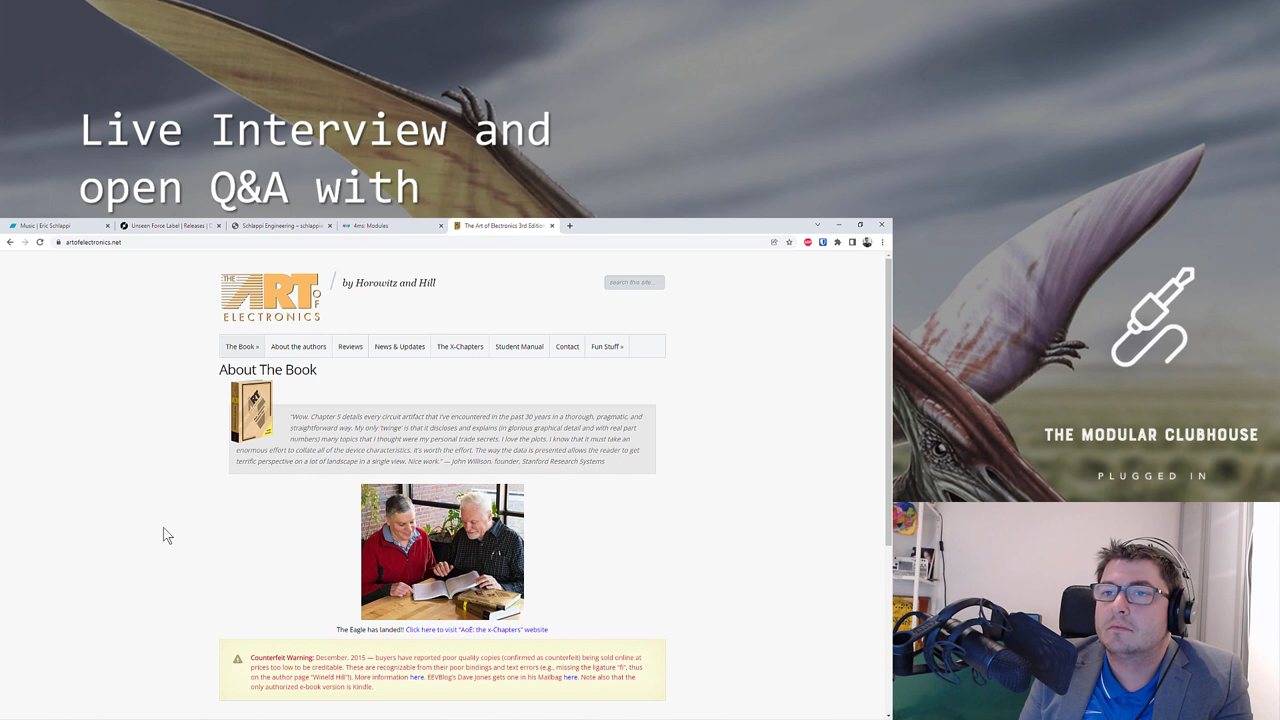 Live Interview and
open Q&A with
Music | Eric Schlappi
Unseen Force Label | Releases |
Schlappi Engineering – schlappi
4ms: Modules
The Art of Electronics 3rd Edition
artofelectronics.net
THE
ART
OF
ELECTRONICS
by Horowitz and Hill
search this site...
The Book »
About the authors
Reviews
News & Updates
The X-Chapters
Student Manual
Contact
Fun Stuff »
About The Book
"Wow. Chapter 5 details every circuit artifact that I've encountered in the past 30 years in a thorough, pragmatic, and
straightforward way. My only 'twinge' is that it discloses and explains (in glorious graphical detail and with real part
numbers) many topics that I thought were my personal trade secrets. I love the plots. I know that it must take an
enormous effort to collate all of the device characteristics. It's worth the effort. The way the data is presented allows the reader to get
terrific perspective on a lot of landscape in a single view. Nice work." — John Willison, founder, Stanford Research Systems
The Eagle has landed!! Click here to visit "AoE: the x-Chapters" website
Counterfeit Warning: December, 2015 — buyers have reported poor quality copies (confirmed as counterfeit) being sold online at
prices too low to be creditable. These are recognizable from their poor bindings and text errors (e.g., missing the ligature "fi", thus
on the author page "Wineld Hill"!). More information here. EEVBlog's Dave Jones gets one in his Mailbag here. Note also that the
only authorized e-book version is Kindle.
THE MODULAR CLUBHOUSE
PLUGGED IN